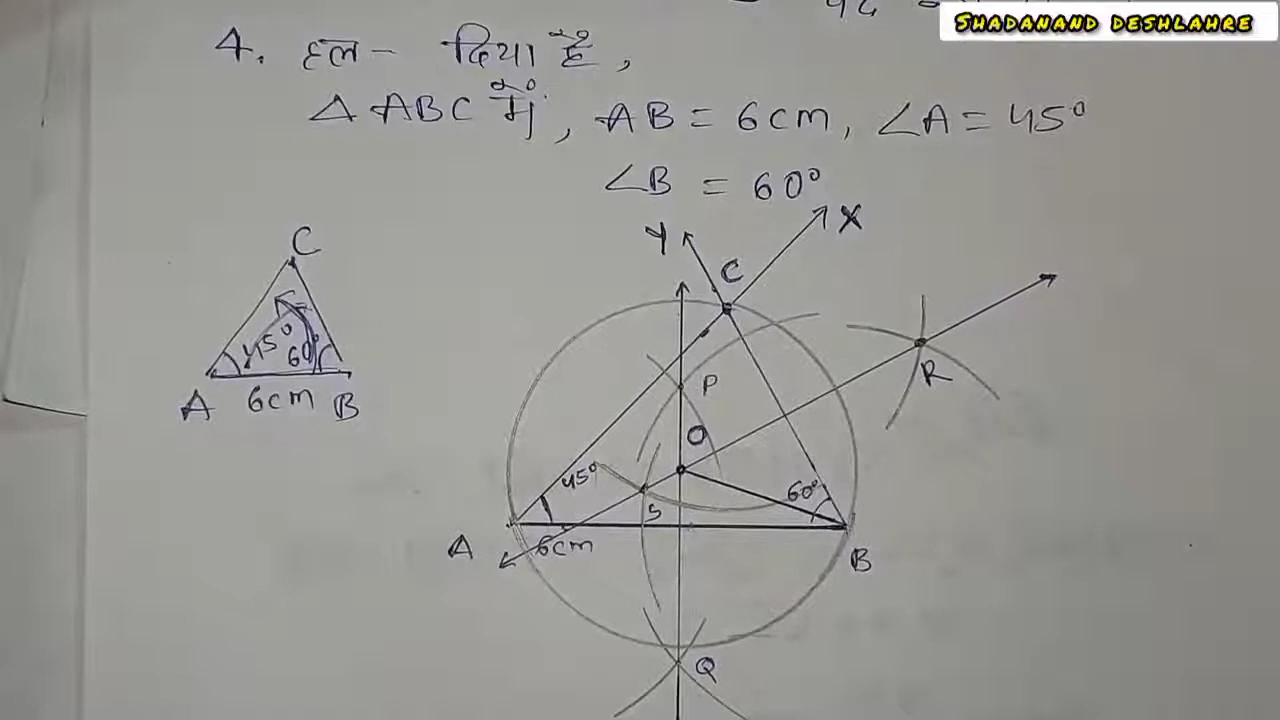 SHADANAND DESHLAHRE
4. हल- दिया है,
△ ABC में, AB = 6cm, ∠A = 45°
∠B = 60°
C
45° 60°
A 6cm B
Y X
C
P R
O
45° 60°
S
A 6cm B
Q